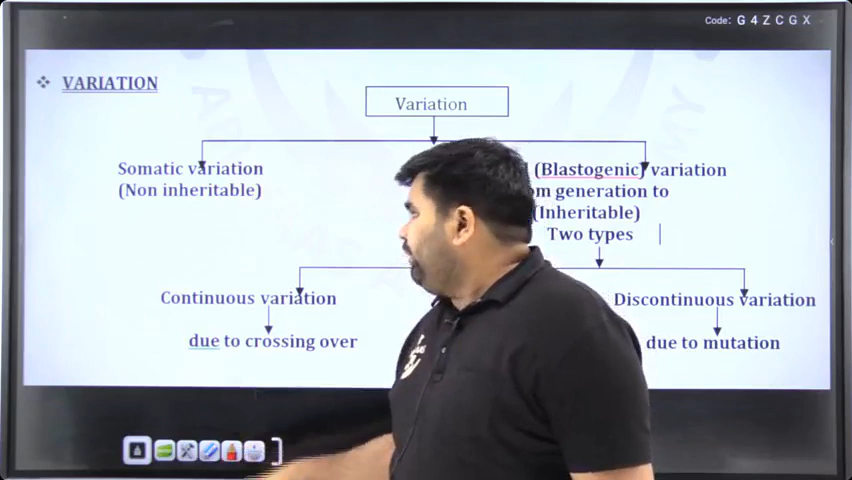 Code: G4ZCGX
❖ VARIATION
Variation
Somatic variation
(Non inheritable)
(Blastogenic) variation
generation to
(Inheritable)
Two types
Continuous variation
due to crossing over
Discontinuous variation
due to mutation